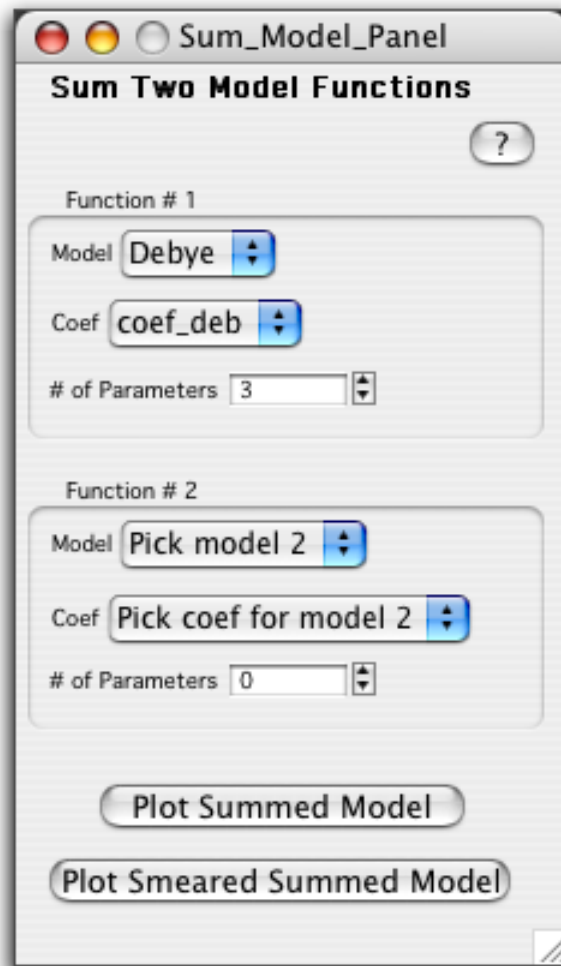 Sum_Model_Panel
Sum Two Model Functions
?
Function # 1
Model Debye
Coef coef_deb
# of Parameters 3
Function # 2
Model Pick model 2
Coef Pick coef for model 2
# of Parameters 0
Plot Summed Model
Plot Smeared Summed Model